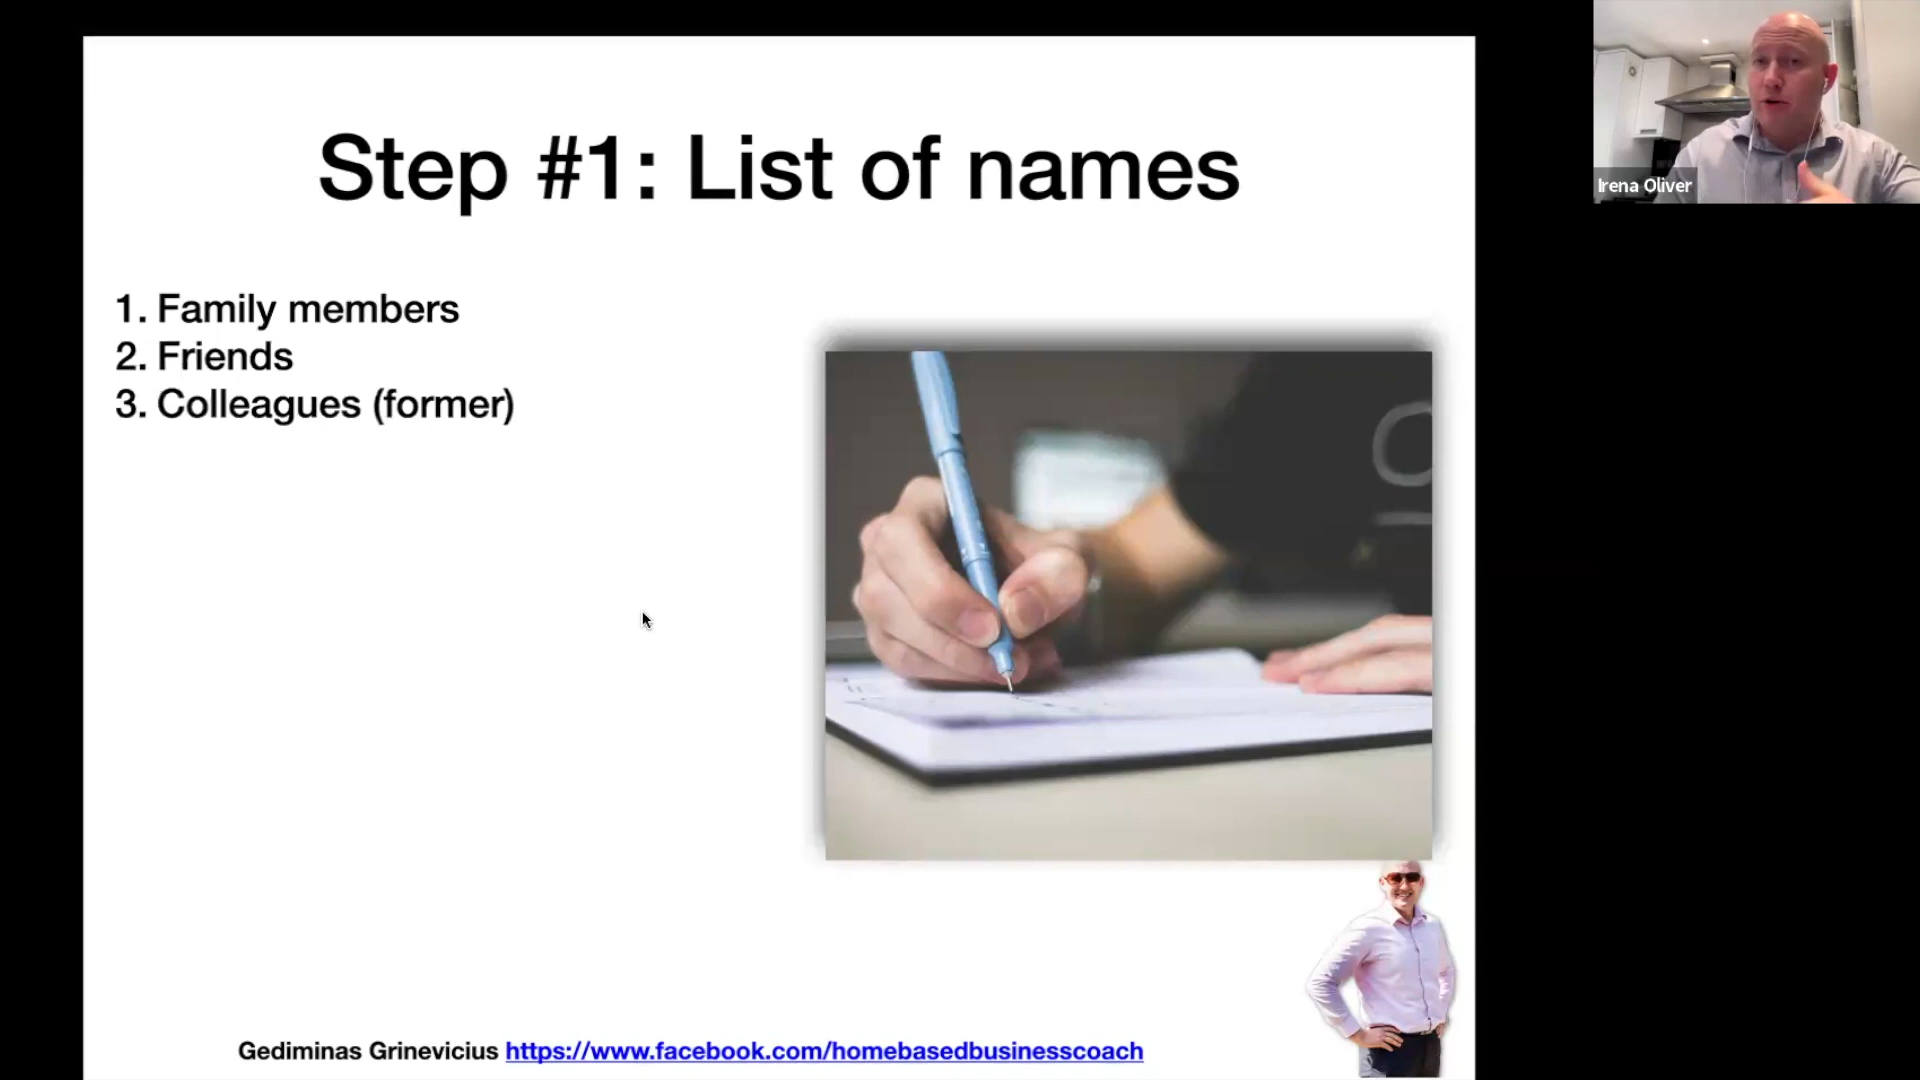 Step #1: List of names
1. Family members
2. Friends
3. Colleagues (former)
Gediminas Grinevicius https://www.facebook.com/homebasedbusinesscoach
Irena Oliver